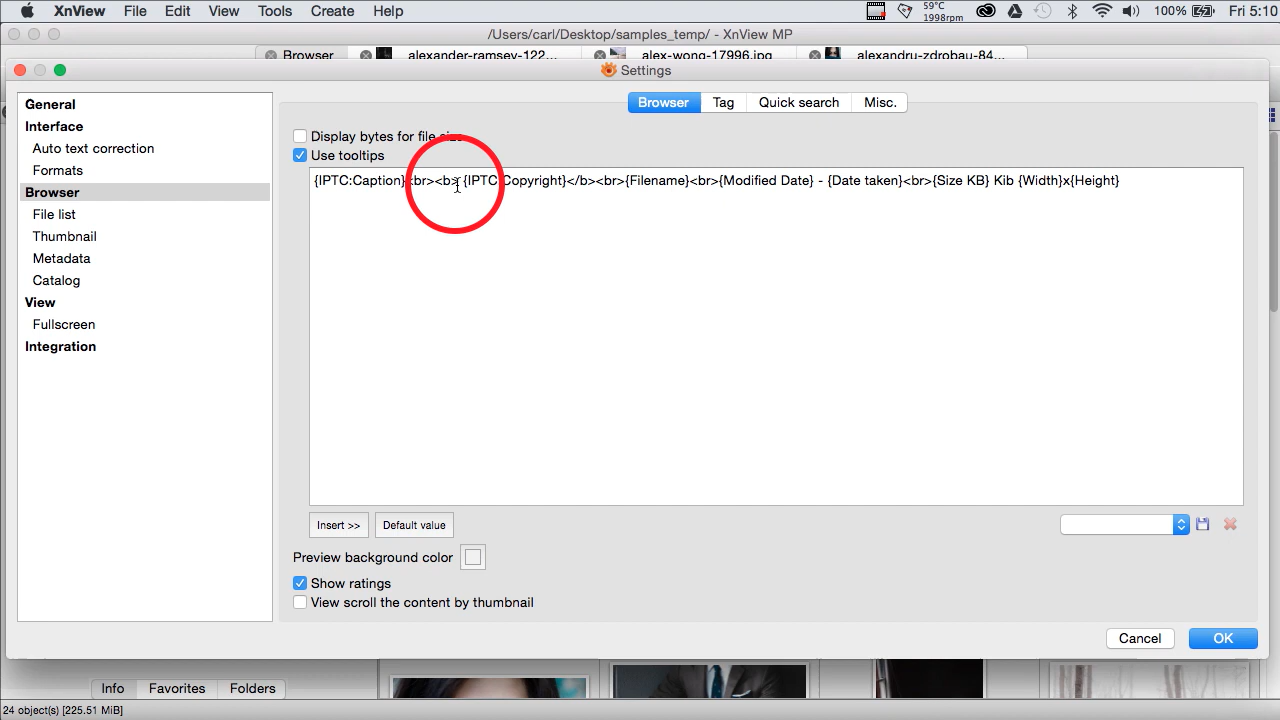 XnView File Edit View Tools Create Help 59°C 1998rpm 100% Fri 5:10
/Users/carl/Desktop/samples_temp/ - XnView MP
Browser alexander-ramsey-122... alex-wong-17996.jpg alexandru-zdrobau-84...
Settings
General
Interface
Auto text correction
Formats
Browser
File list
Thumbnail
Metadata
Catalog
View
Fullscreen
Integration
Browser Tag Quick search Misc.
Display bytes for file size
Use tooltips
{IPTC:Caption}<br><b>{IPTC:Copyright}</b><br>{Filename}<br>{Modified Date} - {Date taken}<br>{Size KB} Kib {Width}x{Height}
Insert >> Default value
Preview background color
Show ratings
View scroll the content by thumbnail
Cancel OK
Info Favorites Folders
24 object(s) [225.51 MiB]